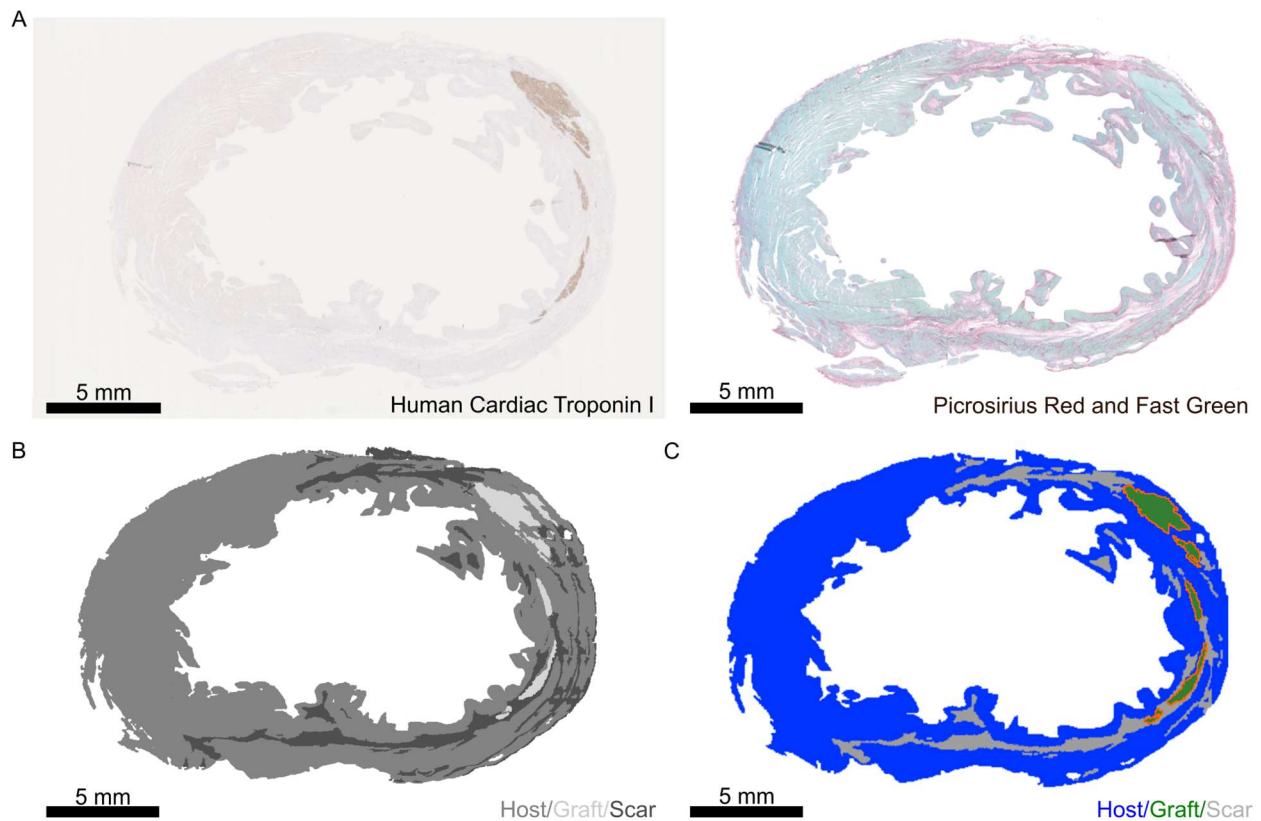 A
5 mm
Human Cardiac Troponin I
5 mm
Picrosirius Red and Fast Green
B
5 mm
Host/Graft/Scar
C
5 mm
Host/Graft/Scar